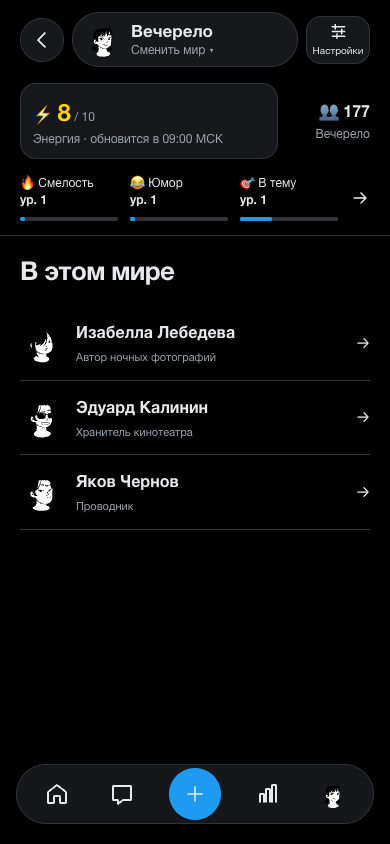 Вечерело
Сменить мир ▾
Настройки
⚡ 8 / 10
Энергия · обновится в 09:00 МСК
👥 177
Вечерело
🔥 Смелость
ур. 1
😂 Юмор
ур. 1
🎯 В тему
ур. 1
В этом мире
Изабелла Лебедева
Автор ночных фотографий
Эдуард Калинин
Хранитель кинотеатра
Яков Чернов
Проводник